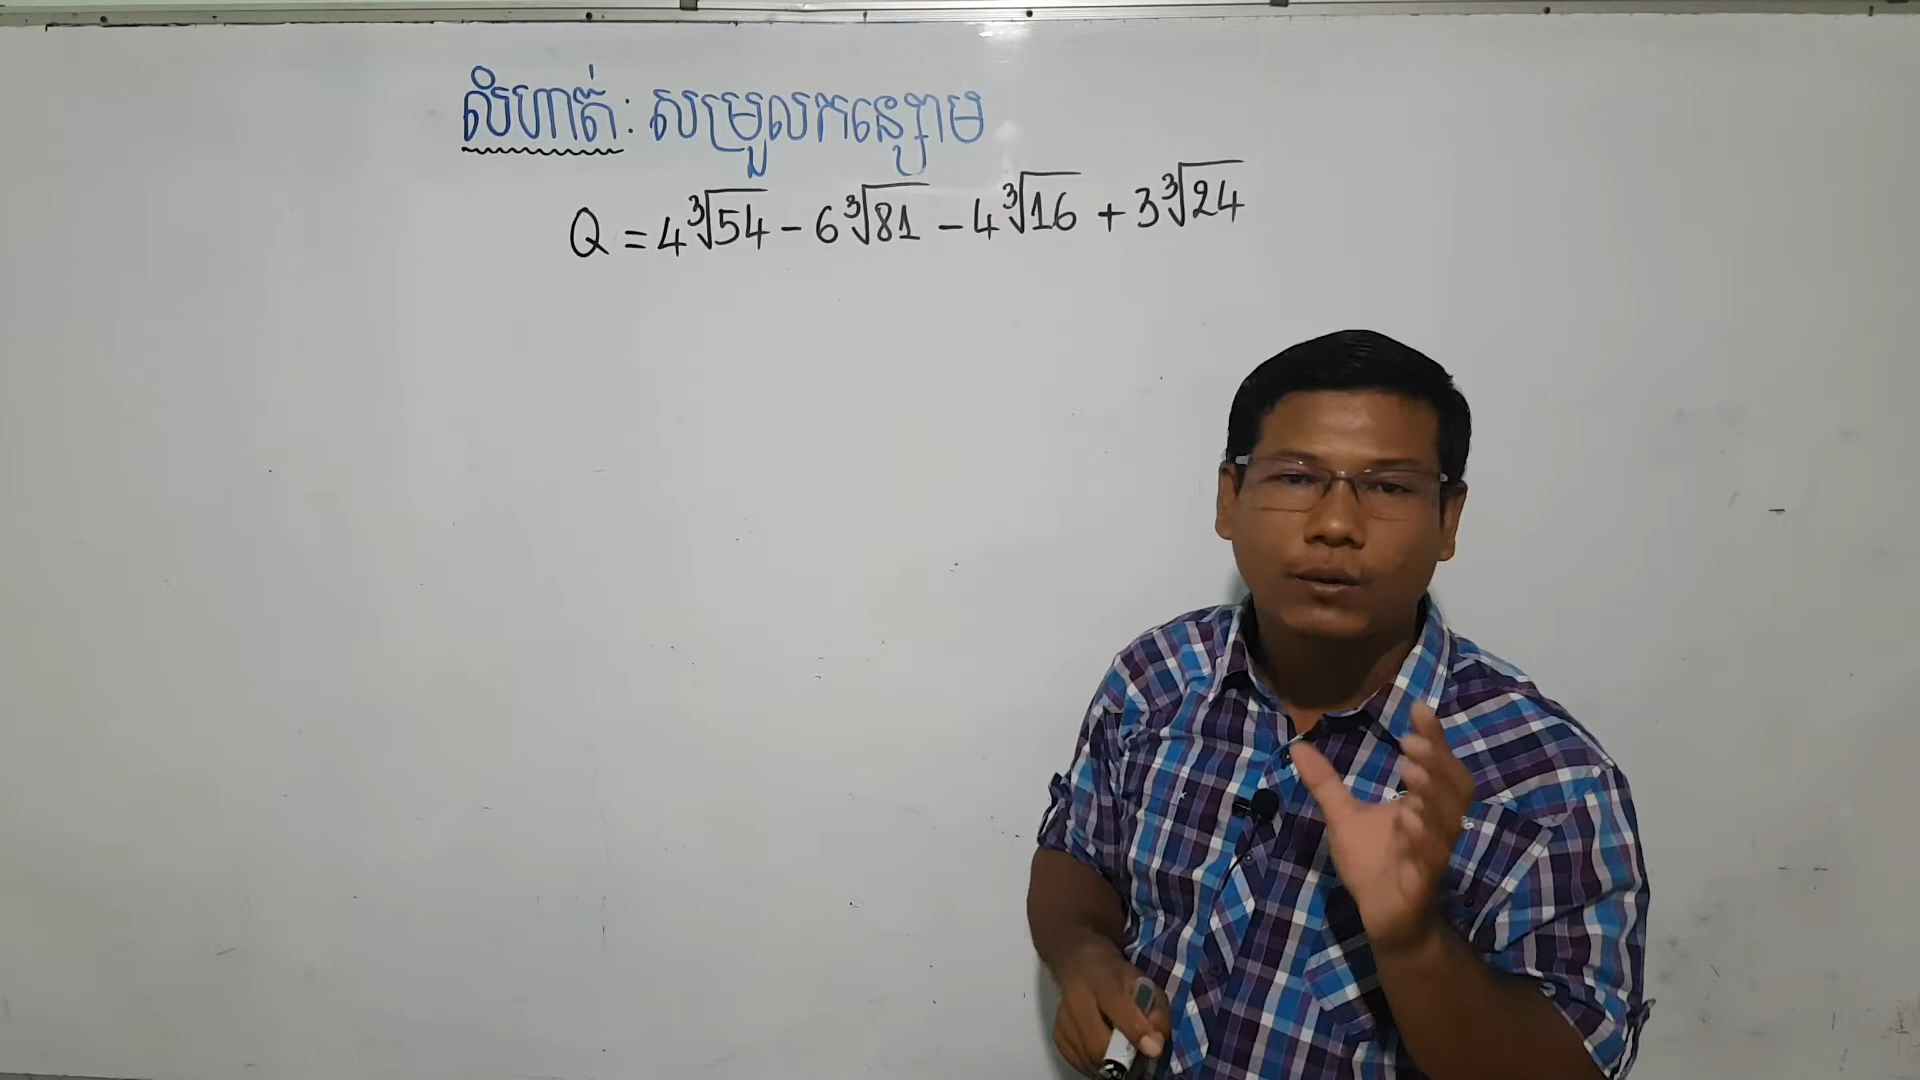 លំហាត់: សម្រួលកន្សោម
Q = 4∛54 - 6∛81 - 4∛16 + 3∛24